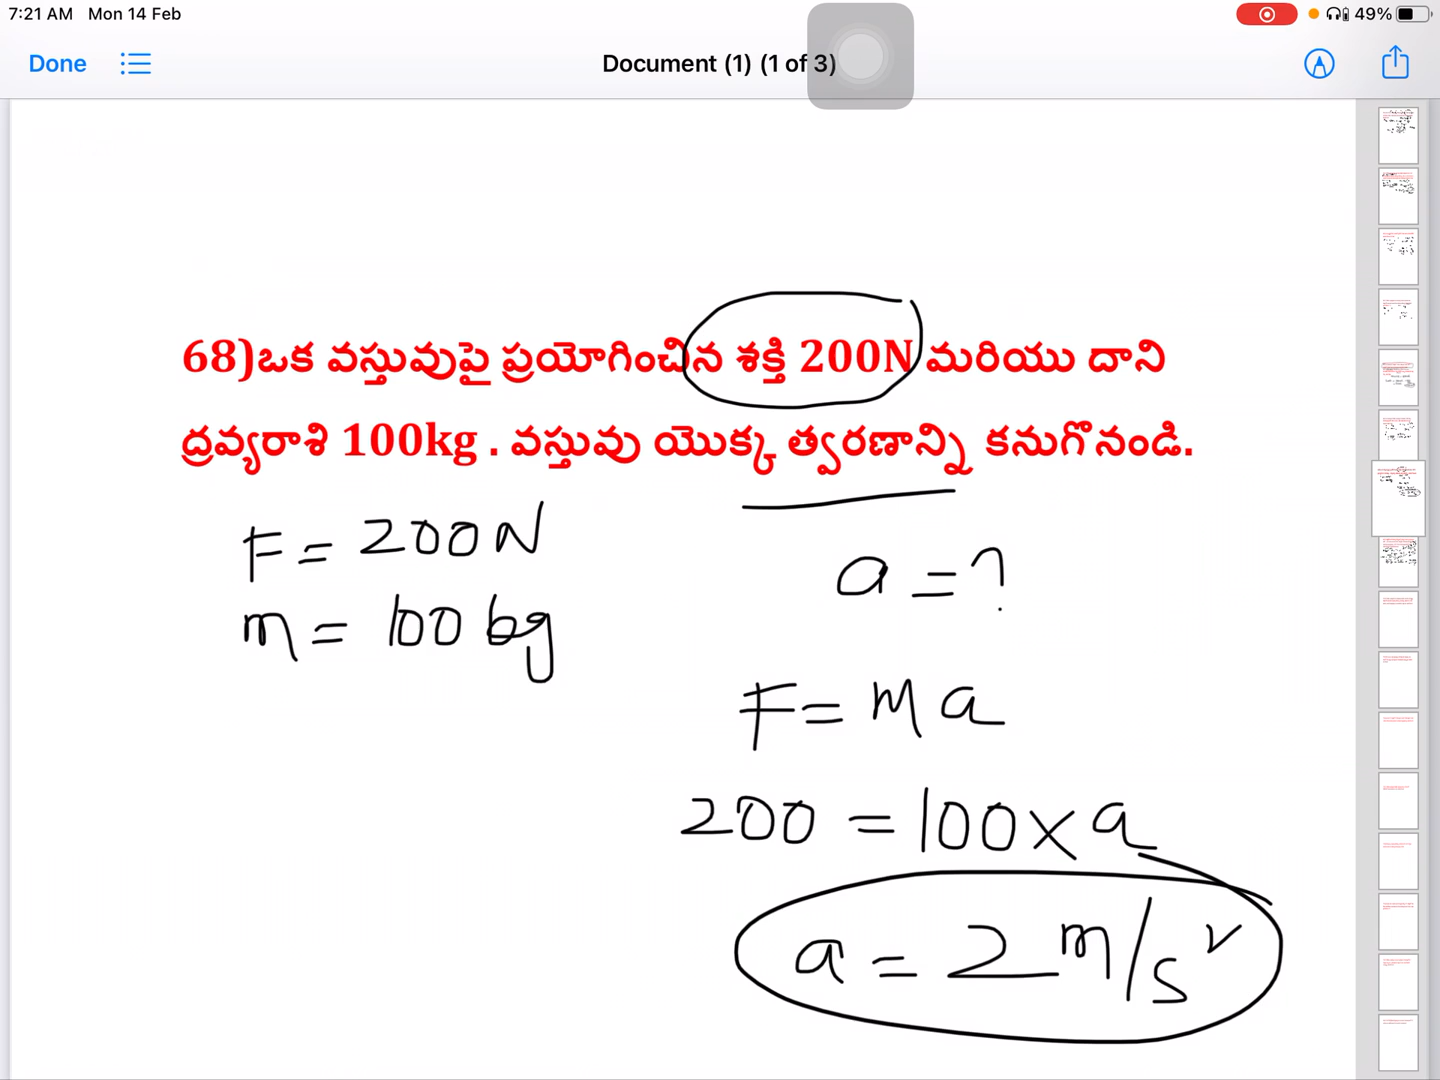 7:21 AM Mon 14 Feb
49%
Done
Document (1) (1 of 3)
68)ఒక వస్తువుపై ప్రయోగించిన శక్తి 200N మరియు దాని
ద్రవ్యరాశి 100kg . వస్తువు యొక్క త్వరణాన్ని కనుగొనండి.
F = 200N
m = 100 kg
a = ?
F = ma
200 = 100 × a
a = 2 m/s²